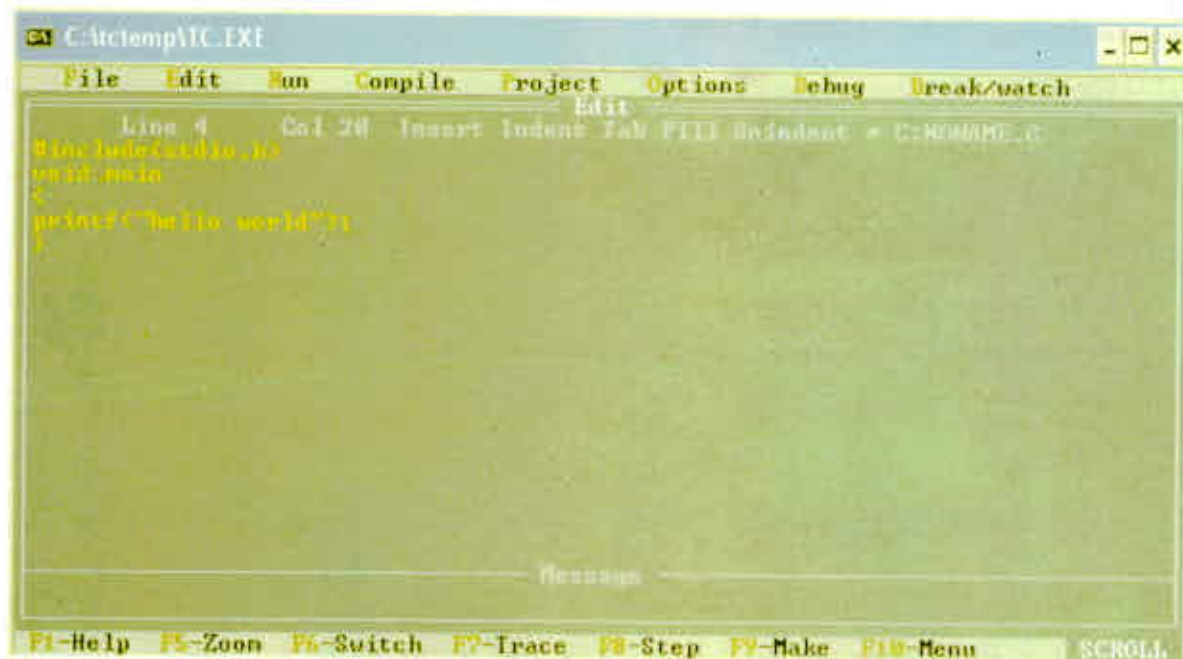 C:\tctemp\TC.EXE
File Edit Run Compile Project Options Debug Break/watch
Edit
Line 4 Col 20 Insert Indent Tab Fill Unindent * C:NONAME.C
#include<stdio.h>
void main
{
printf("hello world");
}
Message
F1-Help F5-Zoom F6-Switch F7-Trace F8-Step F9-Make F10-Menu SCROLL